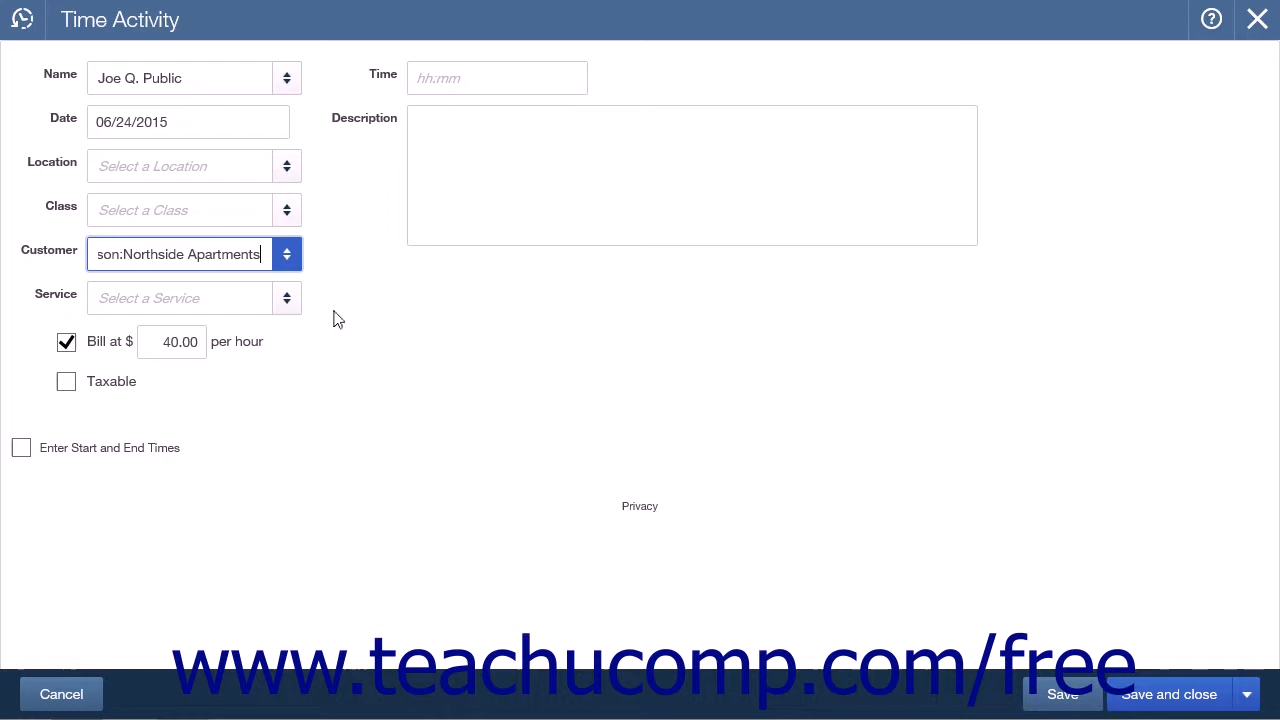 Time Activity
Name Joe Q. Public Time hh:mm
Date 06/24/2015 Description
Location Select a Location
Class Select a Class
Customer son:Northside Apartments
Service Select a Service
Bill at $ 40.00 per hour
Taxable
Enter Start and End Times
Privacy
www.teachucomp.com/free
Cancel Save Save and close